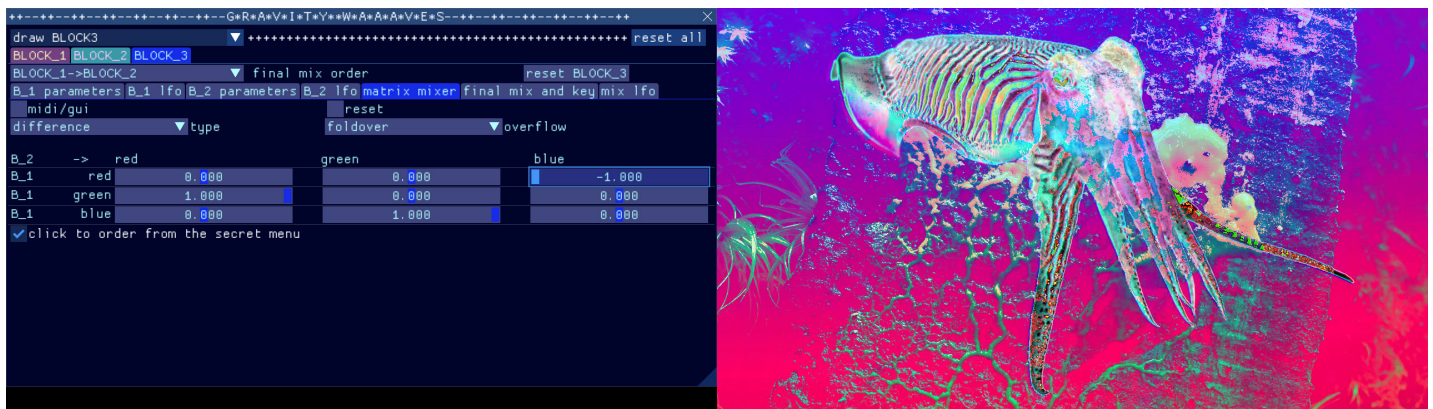 ++--++--++--++--++--++--++--G*R*A*V*I*T*Y**W*A*A*A*V*E*S--++--++--++--++--++--++
draw BLOCK3 ++++++++++++++++++++++++++++++++++++++++++++++++ reset all
BLOCK_1 BLOCK_2 BLOCK_3
BLOCK_1->BLOCK_2 final mix order reset BLOCK_3
B_1 parameters B_1 lfo B_2 parameters B_2 lfo matrix mixer final mix and key mix lfo
midi/gui reset
difference type foldover overflow
B_2 -> red green blue
B_1 red 0.000 0.000 -1.000
B_1 green 1.000 0.000 0.000
B_1 blue 0.000 1.000 0.000
click to order from the secret menu